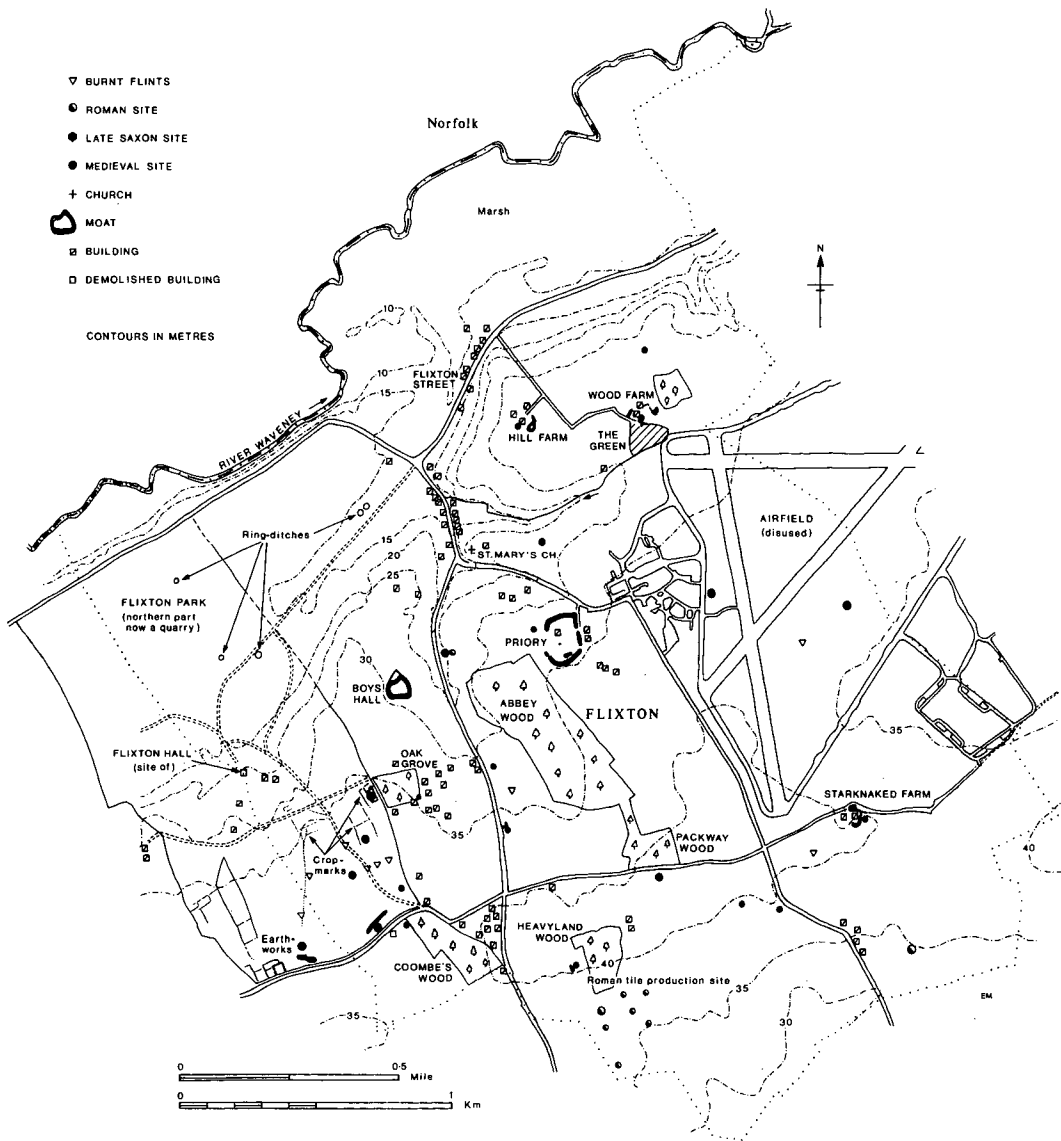 BURNT FLINTS
ROMAN SITE
LATE SAXON SITE
MEDIEVAL SITE
CHURCH
MOAT
BUILDING
DEMOLISHED BUILDING
CONTOURS IN METRES
Norfolk
Marsh
N
10
10
15
FLIXTON
STREET
WOOD FARM
HILL FARM
THE
GREEN
RIVER WAVENEY
AIRFIELD
(disused)
Ring-ditches
15
20
25
ST. MARY'S CH.
FLIXTON PARK
(northern part
now a quarry)
PRIORY
30
BOYS
HALL
ABBEY
WOOD
FLIXTON
35
FLIXTON HALL
(site of)
OAK
GROVE
STARKNAKED FARM
35
PACKWAY
WOOD
40
Crop-
marks
HEAVYLAND
WOOD
Earth-
works
COOMBE'S
WOOD
40
Roman tile production site
35
EM
35
30
0
0·5
Mile
0
1
Km